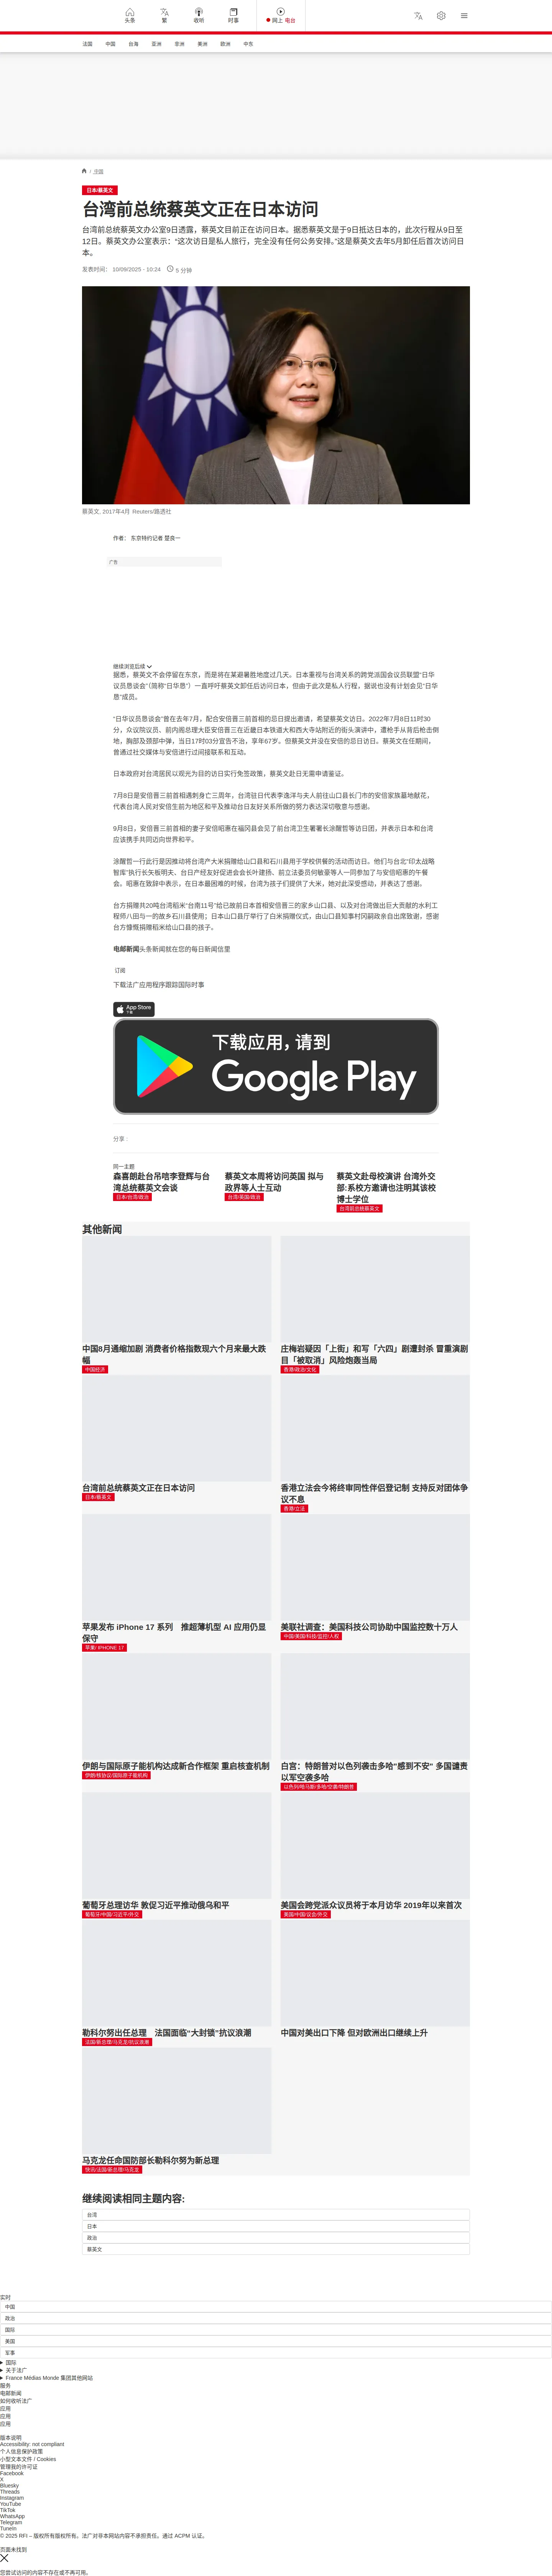 头条
繁
收听
时事
网上 电台
法国
中国
台海
亚洲
非洲
美洲
欧洲
中东
/ 中国
日本/蔡英文
台湾前总统蔡英文正在日本访问
台湾前总统蔡英文办公室9日透露，蔡英文目前正在访问日本。据悉蔡英文是于9日抵达日本的，此次行程从9日至
12日。蔡英文办公室表示："这次访日是私人旅行，完全没有任何公务安排。"这是蔡英文去年5月卸任后首次访问日
本。
发表时间： 10/09/2025 - 10:24
5 分钟
蔡英文, 2017年4月 Reuters/路透社
作者： 东京特约记者 楚良一
广告
继续浏览后续
据悉，蔡英文不会停留在东京，而是将在某避暑胜地度过几天。日本重视与台湾关系的跨党派国会议员联盟"日华
议员恳谈会"（简称"日华恳"）一直呼吁蔡英文卸任后访问日本，但由于此次是私人行程，据说也没有计划会见"日华
恳"成员。
"日华议员恳谈会"曾在去年7月，配合安倍晋三前首相的忌日提出邀请，希望蔡英文访日。2022年7月8日11时30
分，众议院议员、前内阁总理大臣安倍晋三在近畿日本铁道大和西大寺站附近的街头演讲中，遭枪手从背后枪击倒
地，胸部及颈部中弹，当日17时03分宣告不治，享年67岁。但蔡英文并没在安倍的忌日访日。蔡英文在任期间，
曾通过社交媒体与安倍进行过间接联系和互动。
日本政府对台湾居民以观光为目的访日实行免签政策，蔡英文赴日无需申请鉴证。
7月8日是安倍晋三前首相遇刺身亡三周年，台湾驻日代表李逸洋与夫人前往山口县长门市的安倍家族墓地献花，
代表台湾人民对安倍生前为地区和平及推动台日友好关系所做的努力表达深切敬意与感谢。
9月8日，安倍晋三前首相的妻子安倍昭惠在福冈县会见了前台湾卫生署署长涂醒哲等访日团，并表示日本和台湾
应该携手共同迈向世界和平。
涂醒哲一行此行是因推动将台湾产大米捐赠给山口县和石川县用于学校供餐的活动而访日。他们与台北"印太战略
智库"执行长矢板明夫、台日产经友好促进会会长叶建扬、前立法委员何敏豪等人一同参加了与安倍昭惠的午餐
会。昭惠在致辞中表示，在日本最困难的时候，台湾为孩子们提供了大米，她对此深受感动，并表达了感谢。
台方捐赠共20吨台湾稻米"台南11号"给已故前日本首相安倍晋三的家乡山口县、以及对台湾做出巨大贡献的水利工
程师八田与一的故乡石川县使用；日本山口县厅举行了白米捐赠仪式，由山口县知事村冈嗣政亲自出席致谢，感谢
台方慷慨捐赠稻米给山口县的孩子。
电邮新闻头条新闻就在您的每日新闻信里
订阅
下载法广应用程序跟踪国际时事
App Store
下载
下载应用，请到
Google Play
分享 :
同一主题
森喜朗赴台吊唁李登辉与台
湾总统蔡英文会谈
日本/台湾/政治
蔡英文本周将访问英国 拟与
政界等人士互动
台湾/英国/政治
蔡英文赴母校演讲 台湾外交
部:系校方邀请也注明其该校
博士学位
台湾前总统蔡英文
其他新闻
中国8月通缩加剧 消费者价格指数现六个月来最大跌
幅
中国经济
庄梅岩疑因「上街」和写「六四」剧遭封杀 冒重演剧
目「被取消」风险炮轰当局
香港/政治/文化
台湾前总统蔡英文正在日本访问
日本/蔡英文
香港立法会今将终审同性伴侣登记制 支持反对团体争
议不息
香港/立法
苹果发布 iPhone 17 系列　推超薄机型 AI 应用仍显
保守
苹果/ IPHONE 17
美联社调查：美国科技公司协助中国监控数十万人
中国/美国/科技/监控/人权
伊朗与国际原子能机构达成新合作框架 重启核查机制
伊朗/核协议/国际原子能机构
白宫：特朗普对以色列袭击多哈"感到不安" 多国谴责
以军空袭多哈
以色列/哈马斯/多哈/空袭/特朗普
葡萄牙总理访华 敦促习近平推动俄乌和平
葡萄牙/中国/习近平/外交
美国会跨党派众议员将于本月访华 2019年以来首次
美国/中国/议会/外交
勒科尔努出任总理　法国面临"大封锁"抗议浪潮
法国/新总理/马克龙/抗议浪潮
中国对美出口下降 但对欧洲出口继续上升
马克龙任命国防部长勒科尔努为新总理
快讯/法国/新总理/马克龙
继续阅读相同主题内容:
台湾
日本
政治
蔡英文
实时
中国
政治
国际
美国
军事
国际
关于法广
France Médias Monde 集团其他网站
服务
电邮新闻
如何收听法广
应用
应用
应用
版本说明
Accessibility: not compliant
个人信息保护政策
小型文本文件 / Cookies
管理我的许可证
Facebook
X
Bluesky
Threads
Instagram
YouTube
TikTok
WhatsApp
Telegram
TuneIn
© 2025 RFI – 版权所有版权所有。法广对非本网站内容不承担责任。通过 ACPM 认证。
页面未找到
您尝试访问的内容不存在或不再可用。